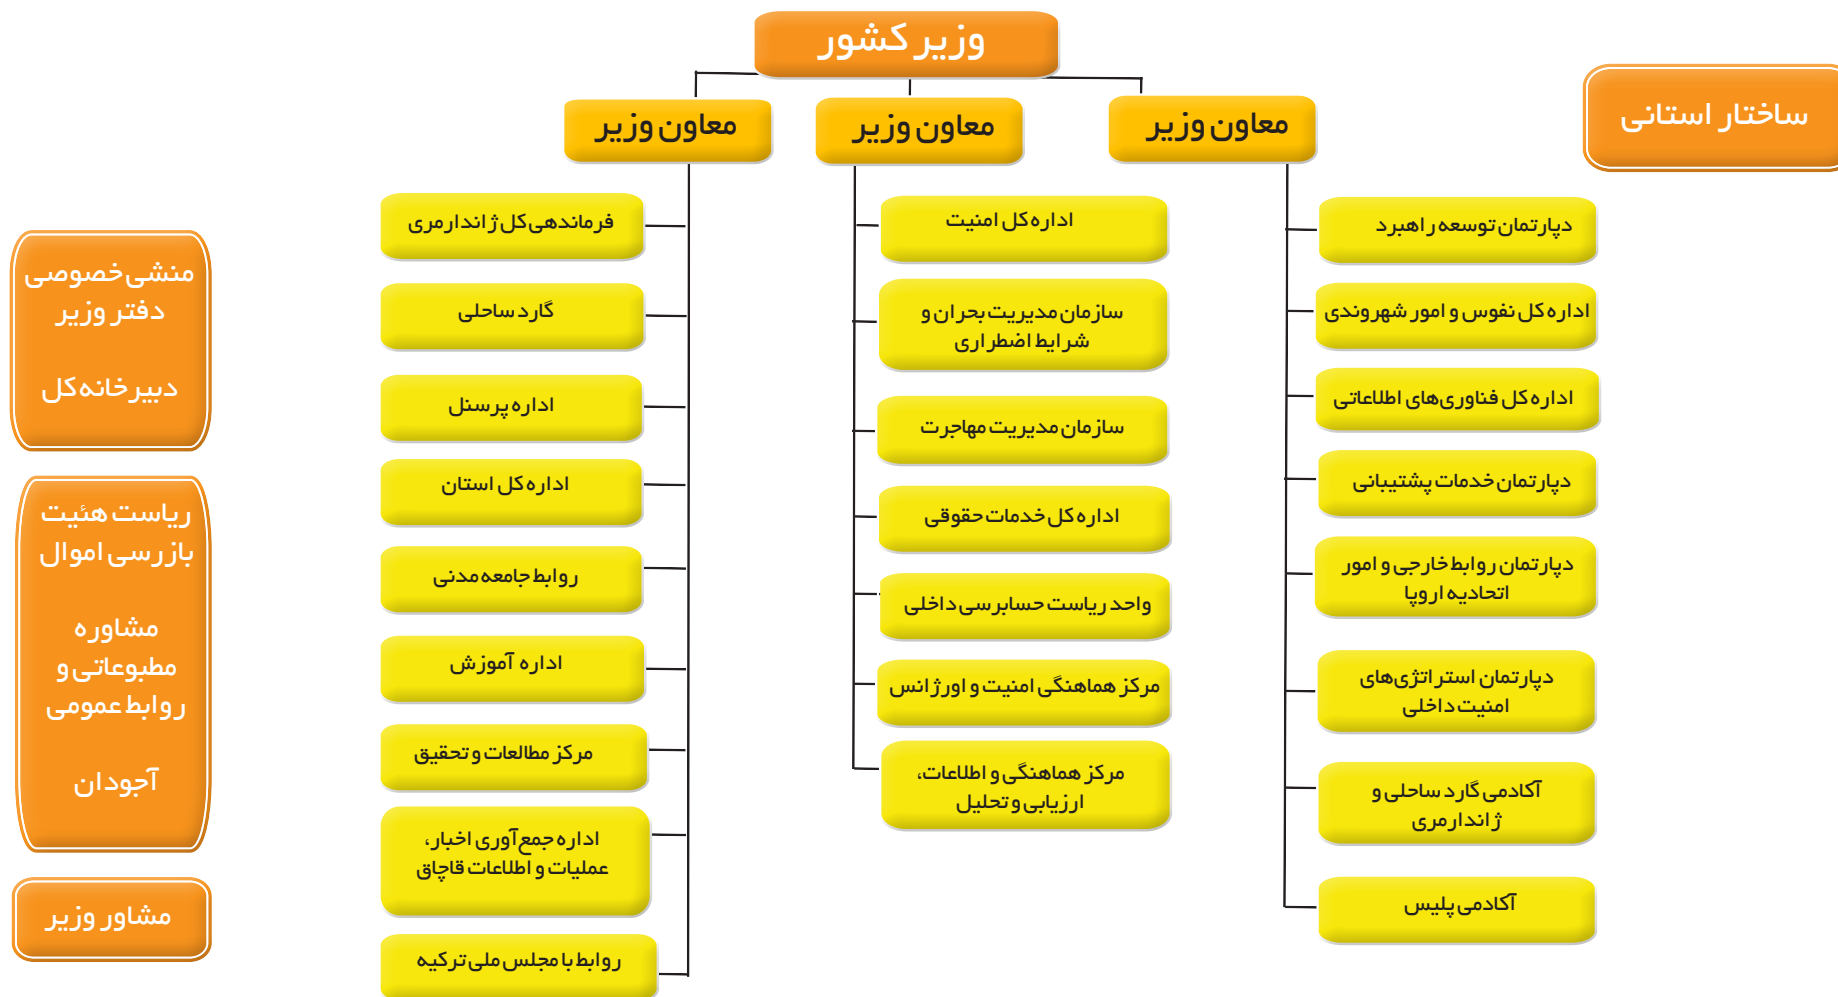 وزیر کشور
ساختار استانی
معاون وزیر
معاون وزیر
معاون وزیر
دپارتمان توسعه راهبرد
اداره کل نفوس و امور شهروندی
اداره کل فناوری‌های اطلاعاتی
دپارتمان خدمات پشتیبانی
دپارتمان روابط خارجی و امور
اتحادیه اروپا
دپارتمان استراتژی‌های
امنیت داخلی
آکادمی گارد ساحلی و
ژاندارمری
آکادمی پلیس
اداره کل امنیت
سازمان مدیریت بحران و
شرایط اضطراری
سازمان مدیریت مهاجرت
اداره کل خدمات حقوقی
واحد ریاست حسابرسی داخلی
مرکز هماهنگی امنیت و اورژانس
مرکز هماهنگی و اطلاعات،
ارزیابی و تحلیل
فرماندهی کل ژاندارمری
گارد ساحلی
اداره پرسنل
اداره کل استان
روابط جامعه مدنی
اداره آموزش
مرکز مطالعات و تحقیق
اداره جمع‌آوری اخبار،
عملیات و اطلاعات قاچاق
روابط با مجلس ملی ترکیه
منشی خصوصی
دفتر وزیر
دبیرخانه کل
ریاست هئیت
بازرسی اموال
مشاوره
مطبوعاتی و
روابط عمومی
آجودان
مشاور وزیر